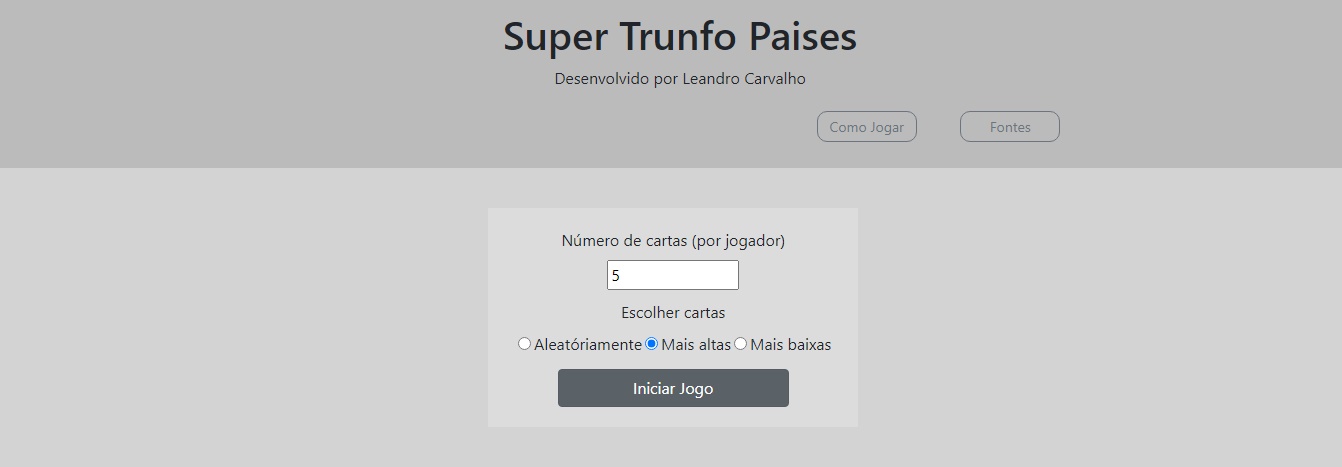 Super Trunfo Paises
Desenvolvido por Leandro Carvalho
Como Jogar Fontes
Número de cartas (por jogador)
5
Escolher cartas
Aleatóriamente Mais altas Mais baixas
Iniciar Jogo